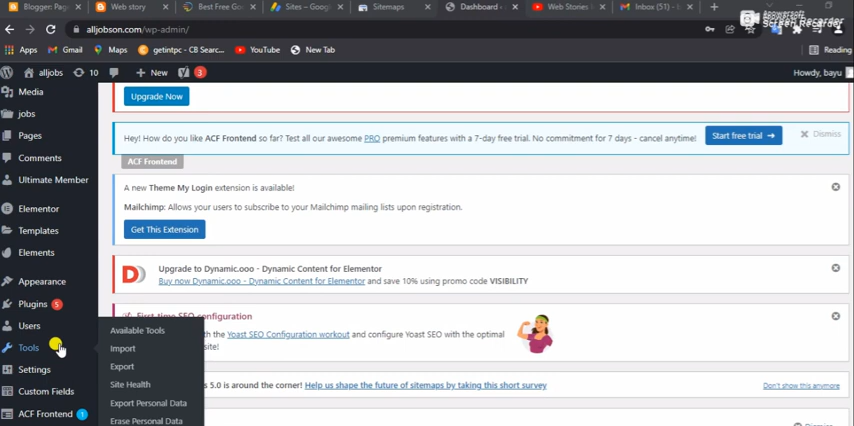 Blogger: Page
Web story
Best Free Go
Sites – Googl
Sitemaps
Dashboard ‹
YouTube
Web Stories
Inbox (51) - b
alljobson.com/wp-admin/
Screen Recorder
Apps
Gmail
Maps
getintpc - CB Searc...
YouTube
New Tab
Reading
alljobs
10
New
3
Howdy, bayu
Media
jobs
Pages
Comments
Ultimate Member
Elementor
Templates
Elements
Appearance
Plugins 5
Users
Tools
Settings
Custom Fields
ACF Frontend 1
Available Tools
Import
Export
Site Health
Export Personal Data
Erase Personal Data
Upgrade Now
Hey! How do you like ACF Frontend so far? Test all our awesome PRO premium features with a 7-day free trial. No commitment for 7 days - cancel anytime!
Start free trial →
Dismiss
ACF Frontend
A new Theme My Login extension is available!
Mailchimp: Allows your users to subscribe to your Mailchimp mailing lists upon registration.
Get This Extension
Upgrade to Dynamic.ooo - Dynamic Content for Elementor
Buy now Dynamic.ooo - Dynamic Content for Elementor and save 10% using promo code VISIBILITY
First-time SEO configuration
the Yoast SEO Configuration workout and configure Yoast SEO with the optimal
site!
5.0 is around the corner! Help us shape the future of sitemaps by taking this short survey
Don't show this anymore
Dismiss